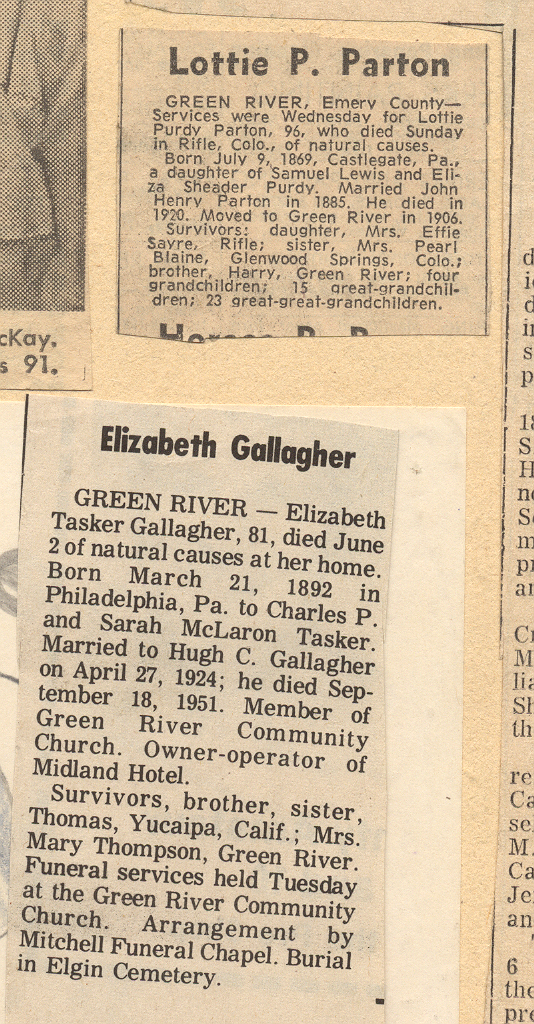 Lottie P. Parton
GREEN RIVER, Emery County—
Services were Wednesday for Lottie
Purdy Parton, 96, who died Sunday
in Rifle, Colo., of natural causes.
Born July 9, 1869, Castlegate, Pa.,
a daughter of Samuel Lewis and Eli-
za Sheader Purdy. Married John
Henry Parton in 1885. He died in
1920. Moved to Green River in 1906.
Survivors: daughter, Mrs. Effie
Sayre, Rifle; sister, Mrs. Pearl
Blaine, Glenwood Springs, Colo.;
brother, Harry, Green River; four
grandchildren; 15 great-grandchil-
dren; 23 great-great-grandchildren.
cKay.
s 91.
Elizabeth Gallagher
GREEN RIVER — Elizabeth
Tasker Gallagher, 81, died June
2 of natural causes at her home.
Born March 21, 1892 in
Philadelphia, Pa. to Charles P.
and Sarah McLaron Tasker.
Married to Hugh C. Gallagher
on April 27, 1924; he died Sep-
tember 18, 1951. Member of
Green River Community
Church. Owner-operator of
Midland Hotel.
Survivors, brother, sister,
Thomas, Yucaipa, Calif.; Mrs.
Mary Thompson, Green River.
Funeral services held Tuesday
at the Green River Community
Church. Arrangement by
Mitchell Funeral Chapel. Burial
in Elgin Cemetery.